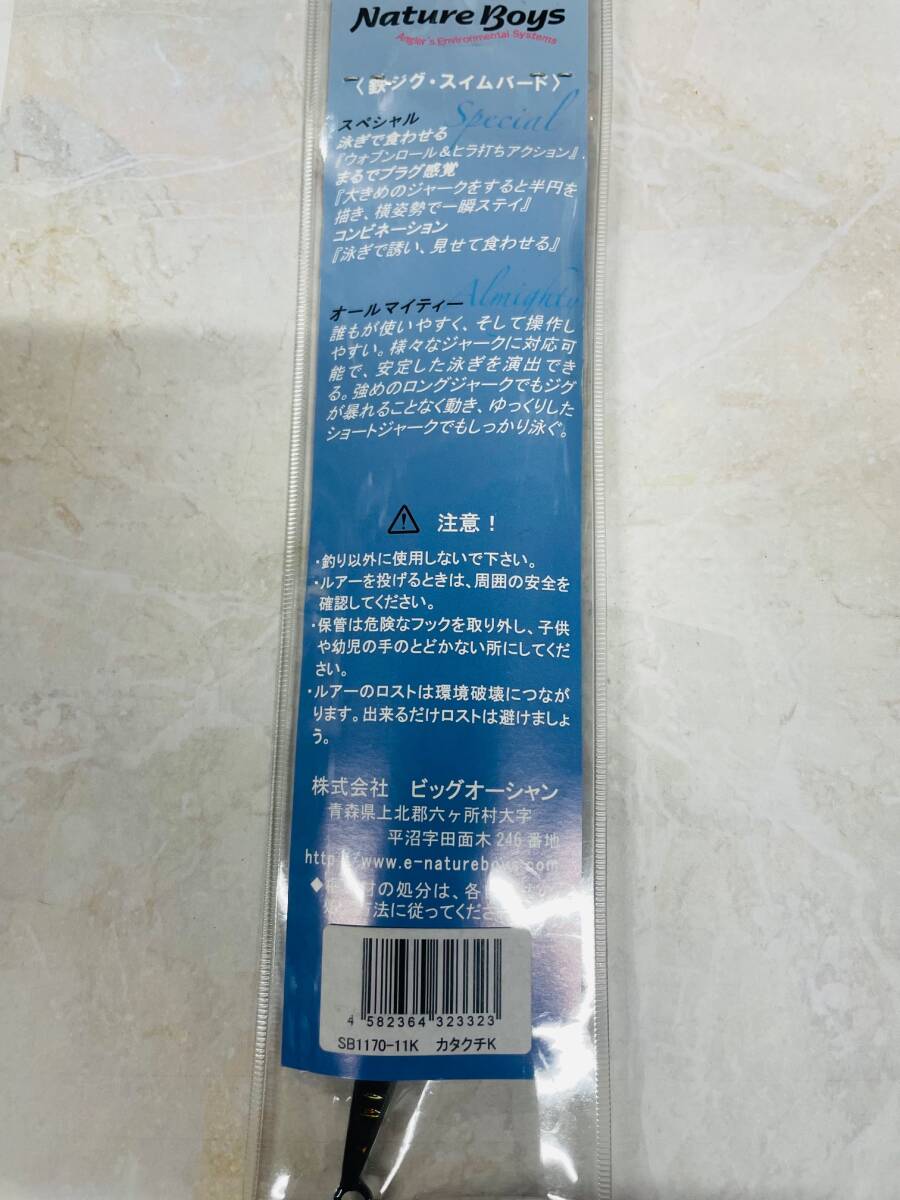 Nature Boys
Angler's Environmental Systems
〈鉄ジグ・スイムバード〉
Special
スペシャル
泳ぎで食わせる
『ウォブンロール＆ヒラ打ちアクション』
まるでプラグ感覚
『大きめのジャークをすると半円を
描き、横姿勢で一瞬ステイ』
コンビネーション
『泳ぎで誘い、見せて食わせる』
Almighty
オールマイティー
誰もが使いやすく、そして操作し
やすい。様々なジャークに対応可
能で、安定した泳ぎを演出でき
る。強めのロングジャークでもジグ
が暴れることなく動き、ゆっくりした
ショートジャークでもしっかり泳ぐ。
注意！
・釣り以外に使用しないで下さい。
・ルアーを投げるときは、周囲の安全を
確認してください。
・保管は危険なフックを取り外し、子供
や幼児の手のとどかない所にしてくだ
さい。
・ルアーのロストは環境破壊につなが
ります。出来るだけロストは避けましょ
う。
株式会社 ビッグオーシャン
青森県上北郡六ヶ所村大字
平沼字田面木246番地
http://www.e-natureboys.com
の処分は、各
方法に従ってくださ
4 582364 323323
SB1170-11K カタクチK